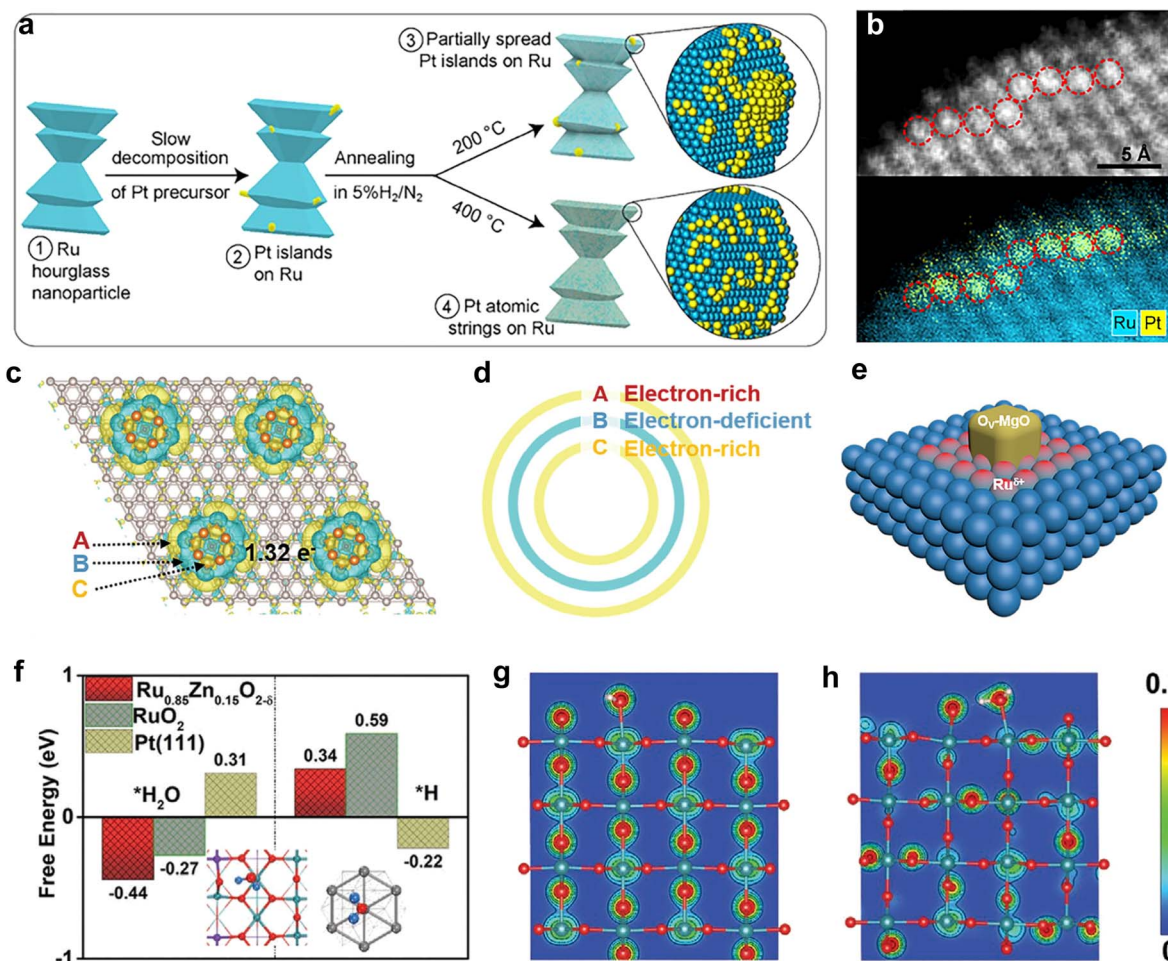 a
③ Partially spread
Pt islands on Ru
Slow
decomposition
of Pt precursor
Annealing
in 5%H₂/N₂
200 °C
400 °C
① Ru
hourglass
nanoparticle
② Pt islands
on Ru
④ Pt atomic
strings on Ru
b
5 Å
Ru Pt
c
A
B
C
1.32 e⁻
d
A Electron-rich
B Electron-deficient
C Electron-rich
e
Oᵥ-MgO
Ruᵟ⁺
f
Free Energy (eV)
1
0
-1
Ru₀.₈₅Zn₀.₁₅O₂₋δ
RuO₂
Pt(111)
*H₂O
*H
-0.44
-0.27
0.31
0.34
0.59
-0.22
g
h
0.